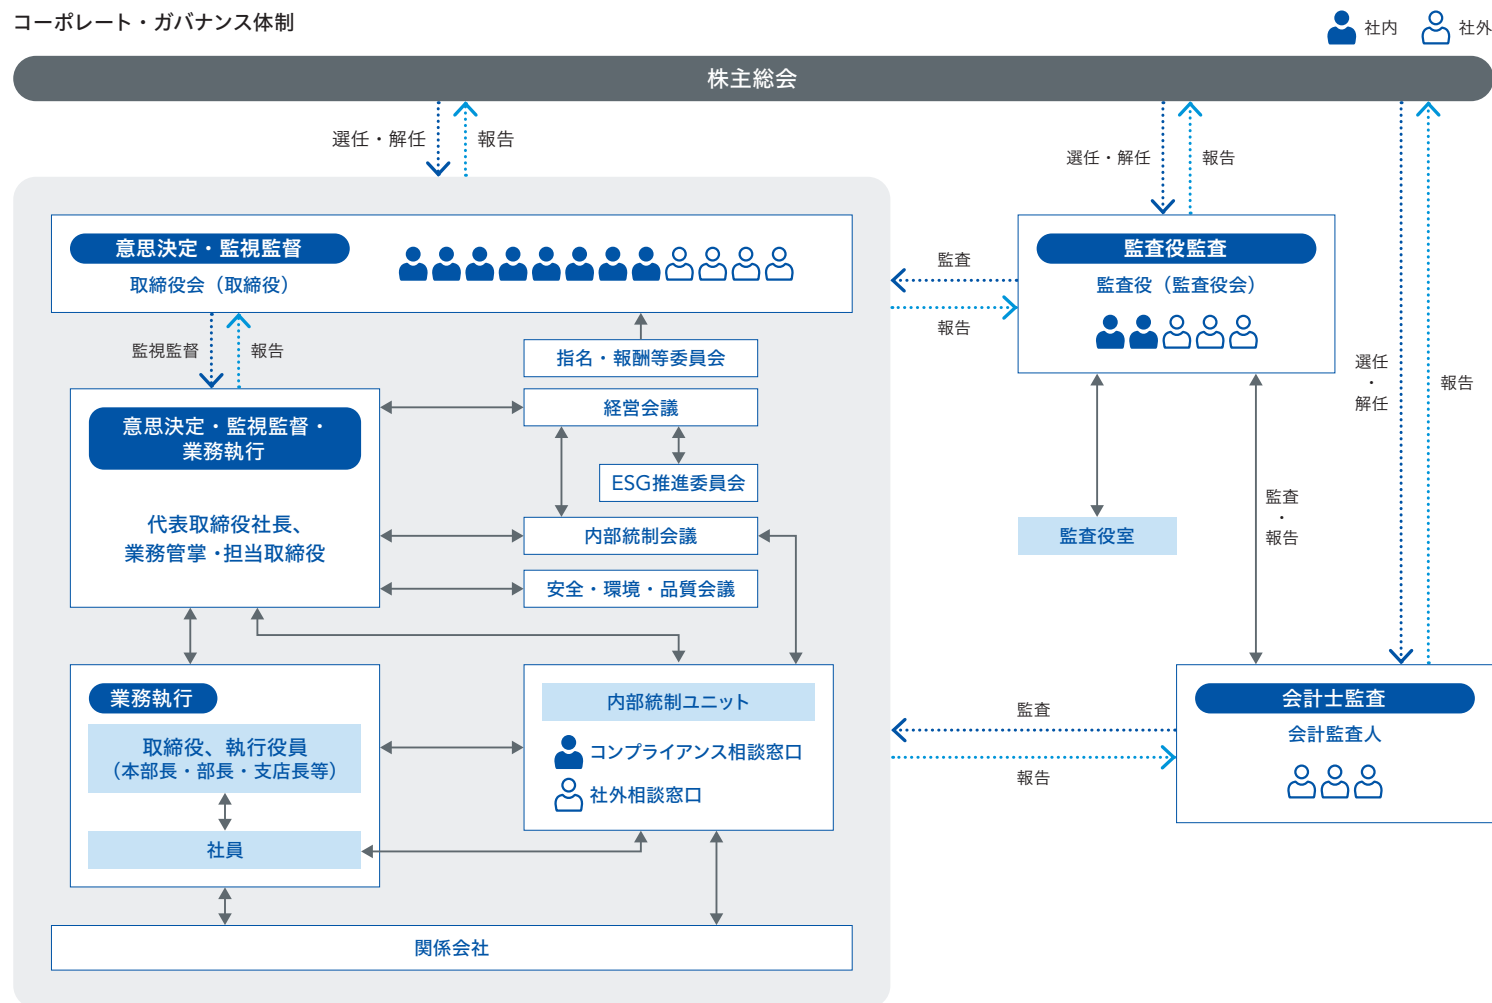 コーポレート・ガバナンス体制
社内
社外
株主総会
選任・解任
報告
選任・解任
報告
選任・解任
報告
意思決定・監視監督
取締役会（取締役）
監査
報告
監査役監査
監査役（監査役会）
監視監督
報告
指名・報酬等委員会
経営会議
ESG推進委員会
内部統制会議
安全・環境・品質会議
意思決定・監視監督・
業務執行
代表取締役社長、
業務管掌・担当取締役
監査役室
監査・報告
業務執行
取締役、執行役員
（本部長・部長・支店長等）
社員
内部統制ユニット
コンプライアンス相談窓口
社外相談窓口
監査
報告
会計士監査
会計監査人
関係会社